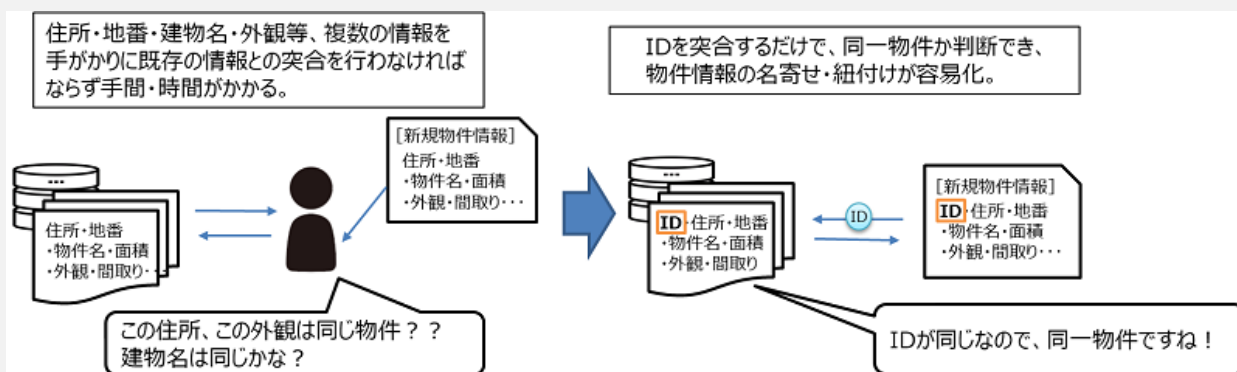 住所・地番・建物名・外観等、複数の情報を
手がかりに既存の情報との突合を行わなければ
ならず手間・時間がかかる。
[新規物件情報]
住所・地番
・物件名・面積
・外観・間取り・・・
住所・地番
・物件名・面積
・外観・間取り・・・
この住所、この外観は同じ物件？？
建物名は同じかな？
IDを突合するだけで、同一物件か判断でき、
物件情報の名寄せ・紐付けが容易化。
ID・住所・地番
・物件名・面積
・外観・間取り
ID
[新規物件情報]
ID・住所・地番
・物件名・面積
・外観・間取り・・・
IDが同じなので、同一物件ですね！